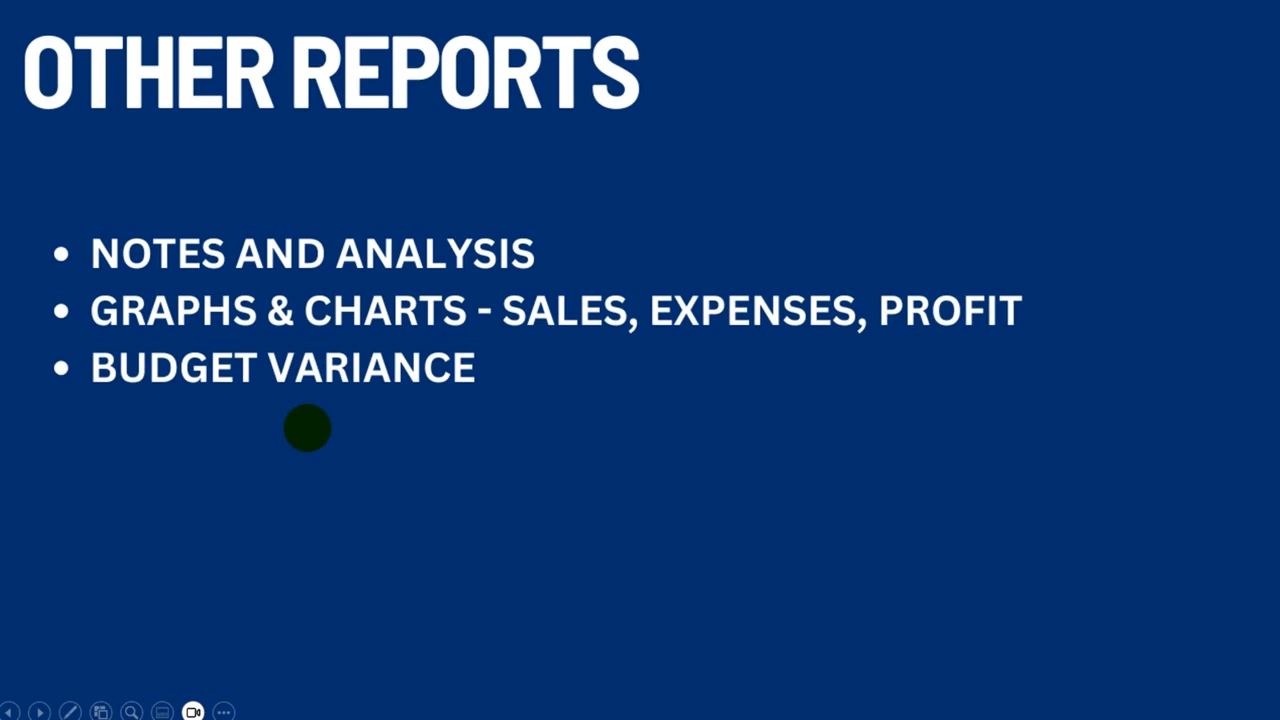 OTHER REPORTS
• NOTES AND ANALYSIS
• GRAPHS & CHARTS - SALES, EXPENSES, PROFIT
• BUDGET VARIANCE